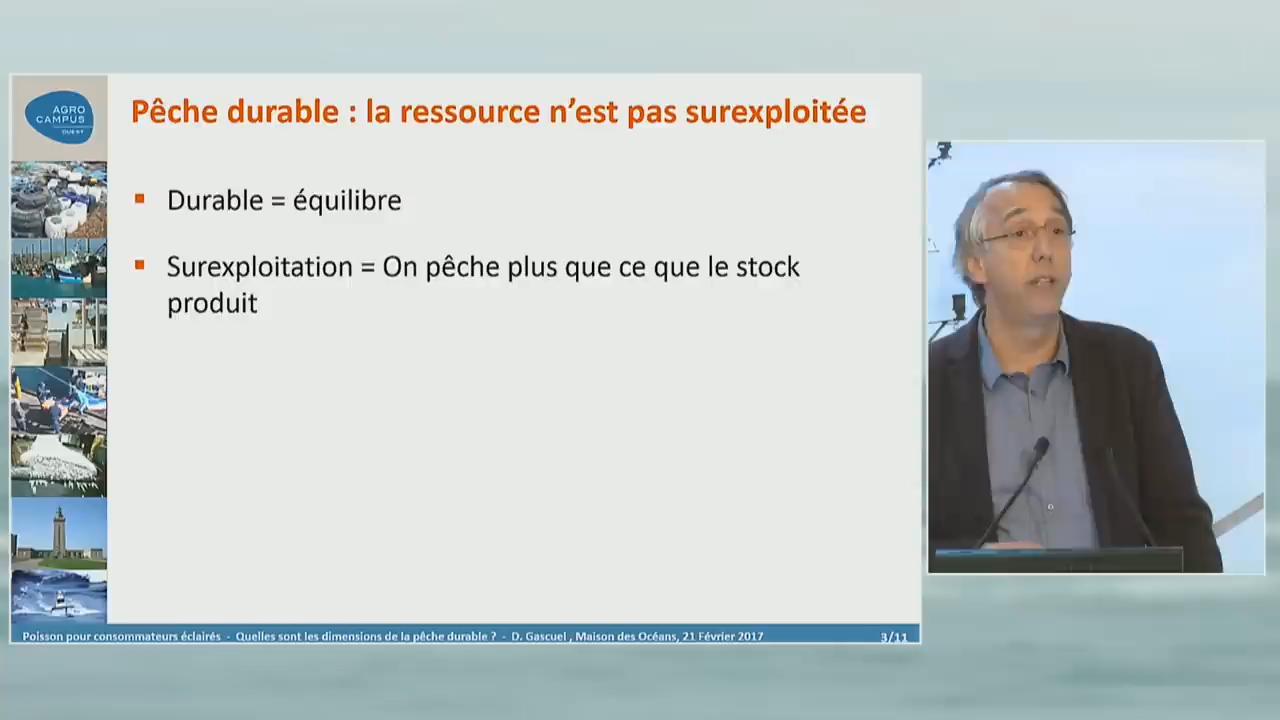 AGRO
CAMPUS
OUEST
Pêche durable : la ressource n’est pas surexploitée
▪ Durable = équilibre
▪ Surexploitation = On pêche plus que ce que le stock
produit
Poisson pour consommateurs éclairés - Quelles sont les dimensions de la pêche durable ? - D. Gascuel , Maison des Océans, 21 Février 2017 3/11